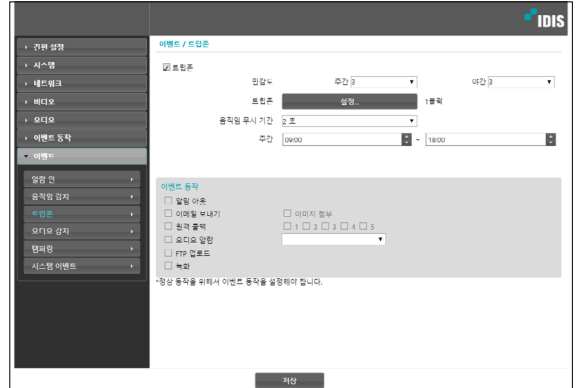 IDIS
간편 설정
시스템
네트워크
비디오
오디오
이벤트 동작
이벤트
알람 인
움직임 감지
트립존
오디오 감지
탬퍼링
시스템 이벤트
이벤트 / 트립존
트립존
민감도 주간 3 야간 3
트립존 설정... 1블럭
움직임 무시 기간 2 초
주간 09:00 ~ 18:00
이벤트 동작
알람 아웃
이메일 보내기 이미지 첨부
원격 콜백 1 2 3 4 5
오디오 알람
FTP 업로드
녹화
*정상 동작을 위해서 이벤트 동작을 설정해야 합니다.
저장